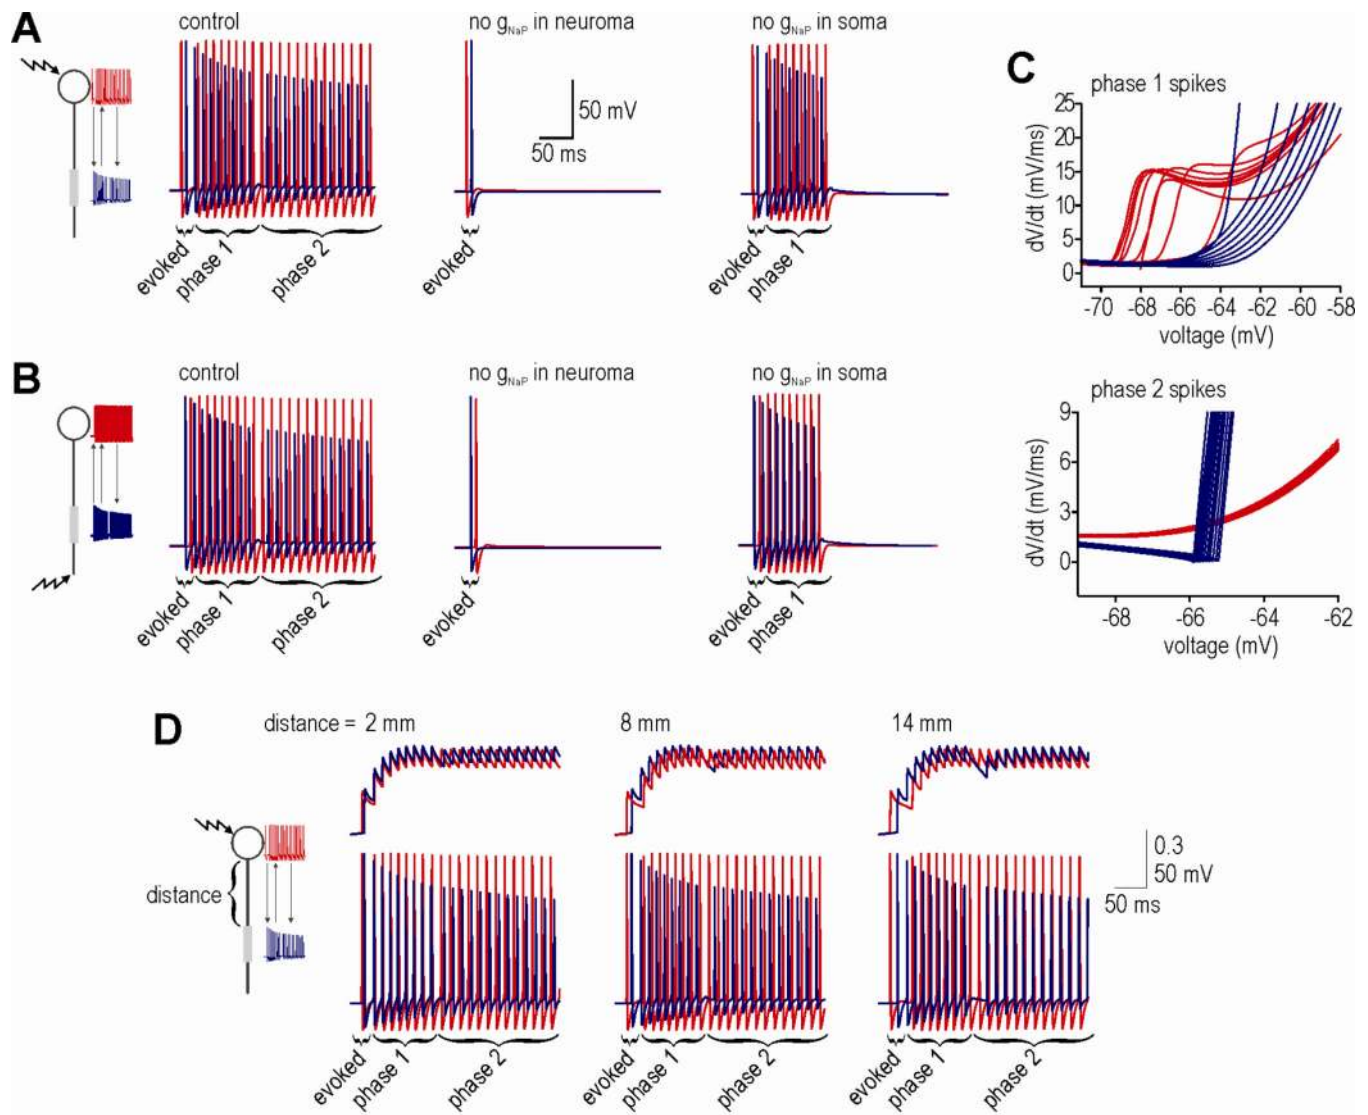 A
control
no gNaP in neuroma
no gNaP in soma
50 mV
50 ms
evoked
phase 1
phase 2
evoked
evoked
phase 1
C
phase 1 spikes
25
20
15
10
5
0
dV/dt (mV/ms)
-70 -68 -66 -64 -62 -60 -58
voltage (mV)
B
control
no gNaP in neuroma
no gNaP in soma
evoked
phase 1
phase 2
evoked
evoked
phase 1
phase 2 spikes
9
6
3
0
dV/dt (mV/ms)
-68 -66 -64 -62
voltage (mV)
D
distance = 2 mm
8 mm
14 mm
distance
0.3
50 mV
50 ms
evoked
phase 1
phase 2
evoked
phase 1
phase 2
evoked
phase 1
phase 2